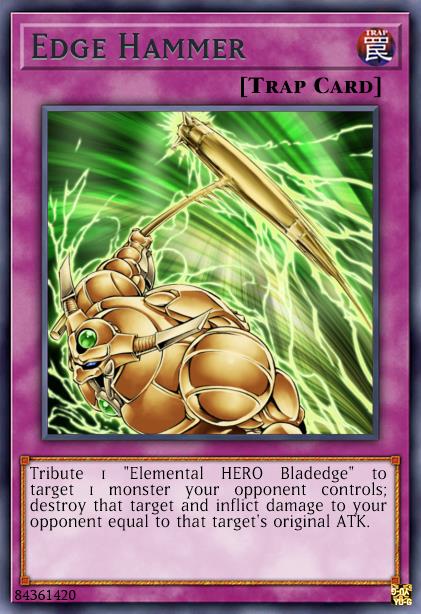 EDGE HAMMER
TRAP
罠
[TRAP CARD]
Tribute 1 "Elemental HERO Bladedge" to
target 1 monster your opponent controls;
destroy that target and inflict damage to your
opponent equal to that target's original ATK.
84361420